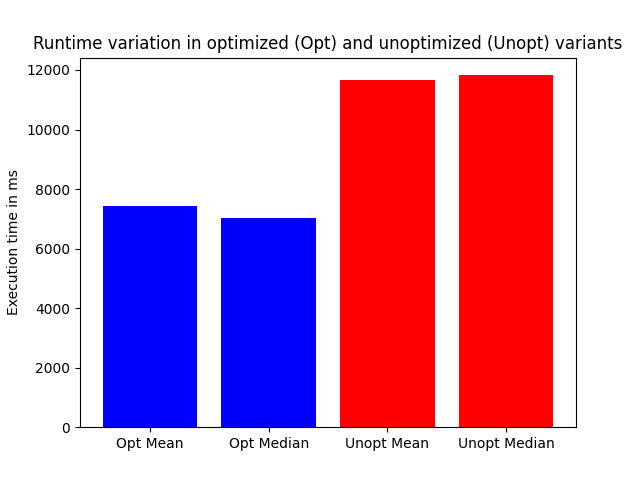 Runtime variation in optimized (Opt) and unoptimized (Unopt) variants
12000
10000
8000
6000
4000
2000
0
Execution time in ms
Opt Mean
Opt Median
Unopt Mean
Unopt Median